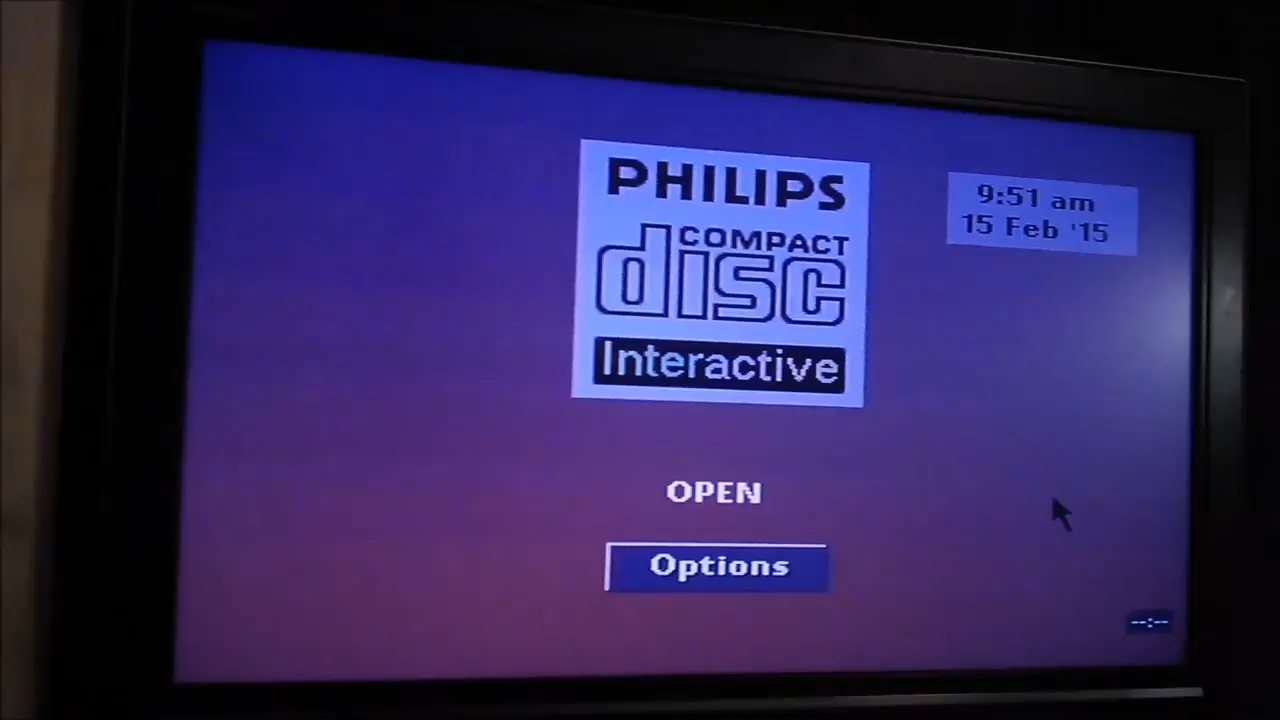 PHILIPS
COMPACT
disc
Interactive
9:51 am
15 Feb '15
OPEN
Options
--:--